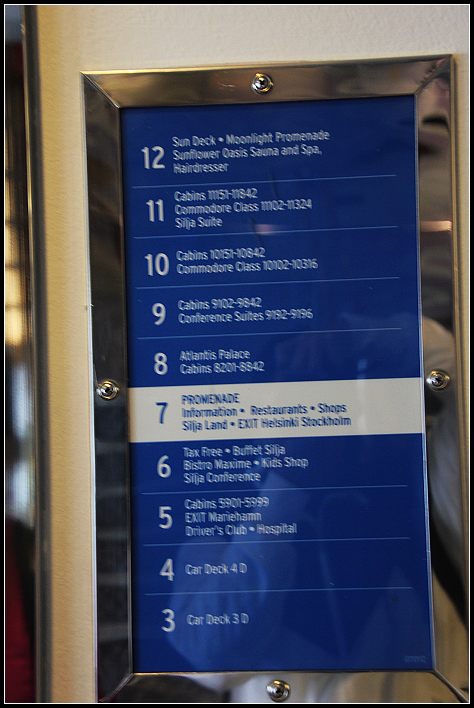 12 Sun Deck • Moonlight Promenade
Sunflower Oasis Sauna and Spa,
Hairdresser
11 Cabins 11151-11842
Commodore Class 11102-11324
Silja Suite
10 Cabins 10151-10842
Commodore Class 10102-10316
9 Cabins 9102-9842
Conference Suites 9192-9196
8 Atlantis Palace
Cabins 8201-8842
7 PROMENADE
Information • Restaurants • Shops
Silja Land • EXIT Helsinki Stockholm
6 Tax Free • Buffet Silja
Bistro Maxime • Kids Shop
Silja Conference
5 Cabins 5901-5999
EXIT Mariehamn
Driver's Club • Hospital
4 Car Deck 4 D
3 Car Deck 3 D